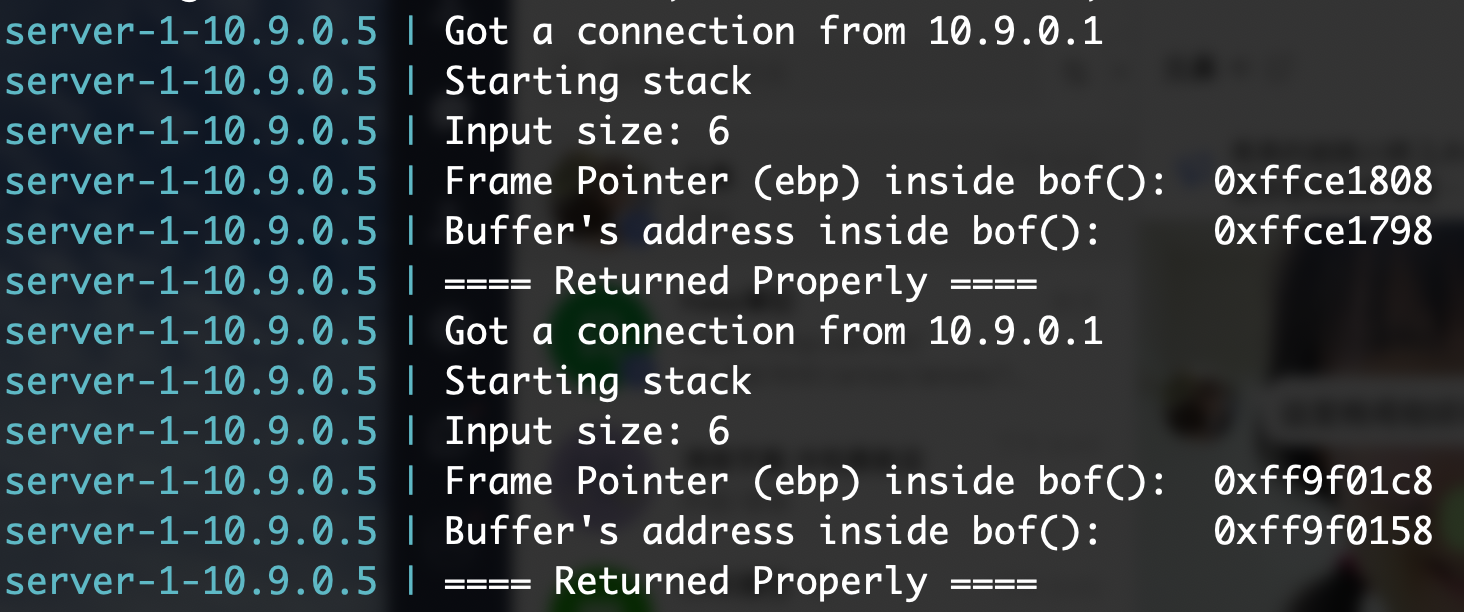 server-1-10.9.0.5 | Got a connection from 10.9.0.1
server-1-10.9.0.5 | Starting stack
server-1-10.9.0.5 | Input size: 6
server-1-10.9.0.5 | Frame Pointer (ebp) inside bof():  0xffce1808
server-1-10.9.0.5 | Buffer's address inside bof():     0xffce1798
server-1-10.9.0.5 | ==== Returned Properly ====
server-1-10.9.0.5 | Got a connection from 10.9.0.1
server-1-10.9.0.5 | Starting stack
server-1-10.9.0.5 | Input size: 6
server-1-10.9.0.5 | Frame Pointer (ebp) inside bof():  0xff9f01c8
server-1-10.9.0.5 | Buffer's address inside bof():     0xff9f0158
server-1-10.9.0.5 | ==== Returned Properly ====